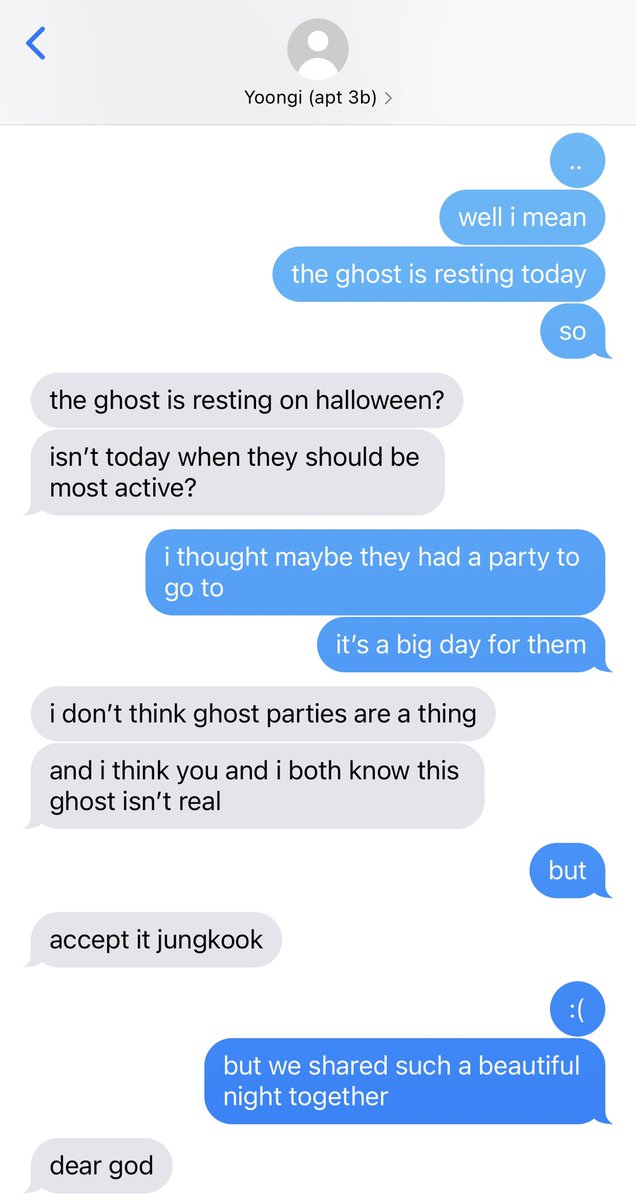 Yoongi (apt 3b)
..
well i mean
the ghost is resting today
so
the ghost is resting on halloween?
isn’t today when they should be
most active?
i thought maybe they had a party to
go to
it’s a big day for them
i don’t think ghost parties are a thing
and i think you and i both know this
ghost isn’t real
but
accept it jungkook
:(
but we shared such a beautiful
night together
dear god